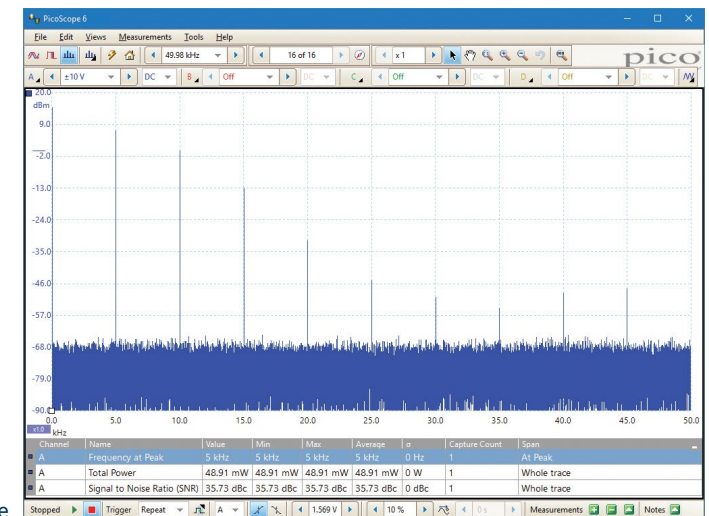 PicoScope 6
File Edit Views Measurements Tools Help
49.98 kHz 16 of 16 x 1 pico
A ±10 V DC B Off DC C Off DC D Off DC
20.0
dBm
9.0
-2.0
-13.0
-24.0
-35.0
-46.0
-57.0
-68.0
-79.0
-90.0
0.0 5.0 10.0 15.0 20.0 25.0 30.0 35.0 40.0 45.0 50.0
x1.0 kHz
Channel Name Value Min Max Average σ Capture Count Span
A Frequency at Peak 5 kHz 5 kHz 5 kHz 5 kHz 0 Hz 1 At Peak
A Total Power 48.91 mW 48.91 mW 48.91 mW 48.91 mW 0 W 1 Whole trace
A Signal to Noise Ratio (SNR) 35.73 dBc 35.73 dBc 35.73 dBc 35.73 dBc 0 dBc 1 Whole trace
Stopped Trigger Repeat A 1.569 V 10 % 0 s Measurements Notes